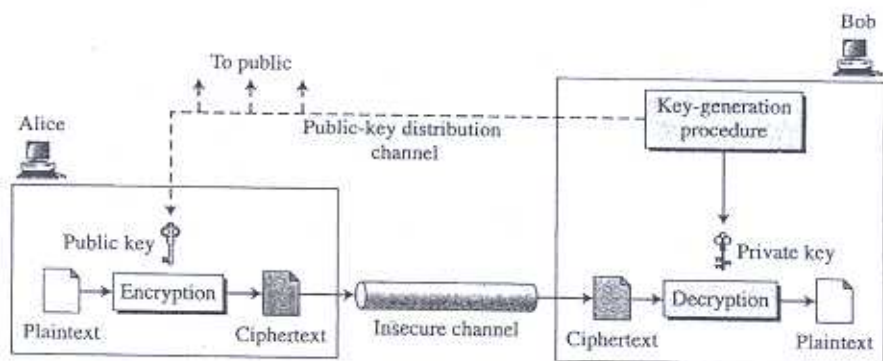 Bob
To public
Key-generation
procedure
Alice
Public-key distribution
channel
Public key
Private key
Encryption
Decryption
Plaintext
Ciphertext
Insecure channel
Ciphertext
Plaintext